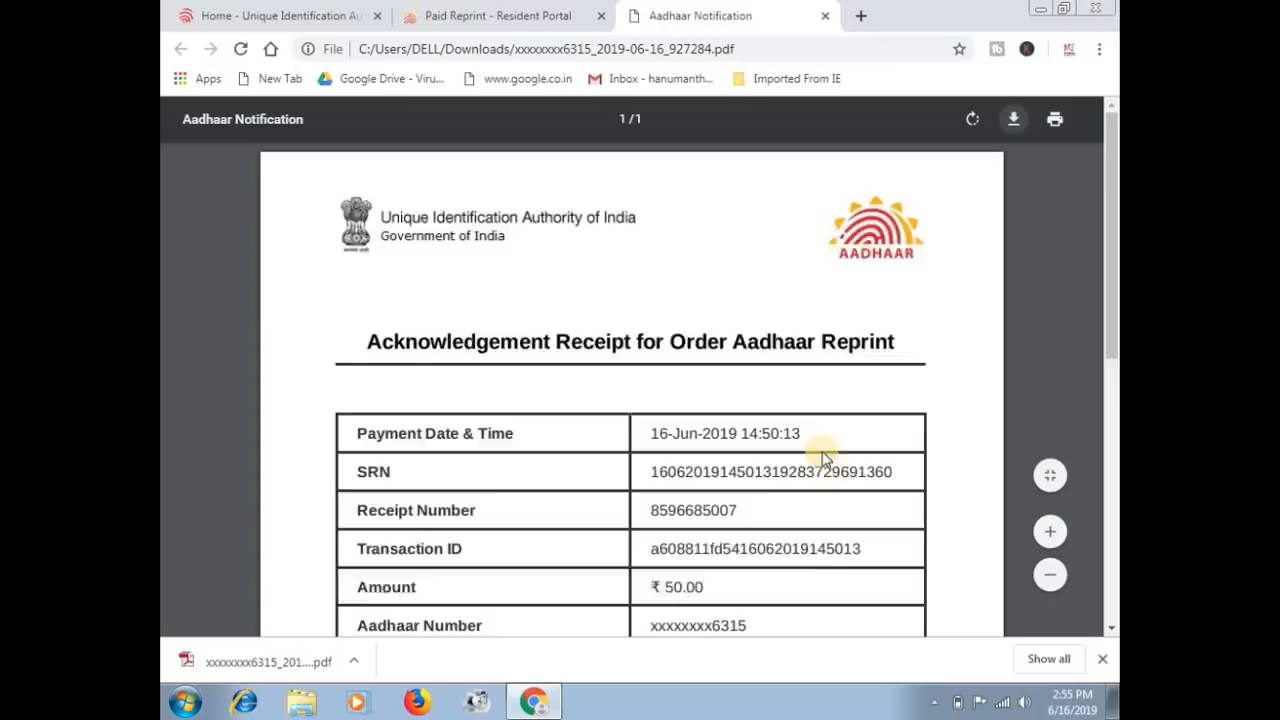 Home - Unique Identification Au
Paid Reprint - Resident Portal
Aadhaar Notification
File
C:/Users/DELL/Downloads/xxxxxxxx6315_2019-06-16_927284.pdf
Apps
New Tab
Google Drive - Viru...
www.google.co.in
Inbox - hanumanth...
Imported From IE
Aadhaar Notification
1 / 1
Unique Identification Authority of India
Government of India
AADHAAR
Acknowledgement Receipt for Order Aadhaar Reprint
Payment Date & Time 16-Jun-2019 14:50:13
SRN 16062019145013192837​29691360
Receipt Number 8596685007
Transaction ID a608811fd5416062019145013
Amount ₹ 50.00
Aadhaar Number xxxxxxxx6315
xxxxxxxx6315_201....pdf
Show all
2:55 PM
6/16/2019